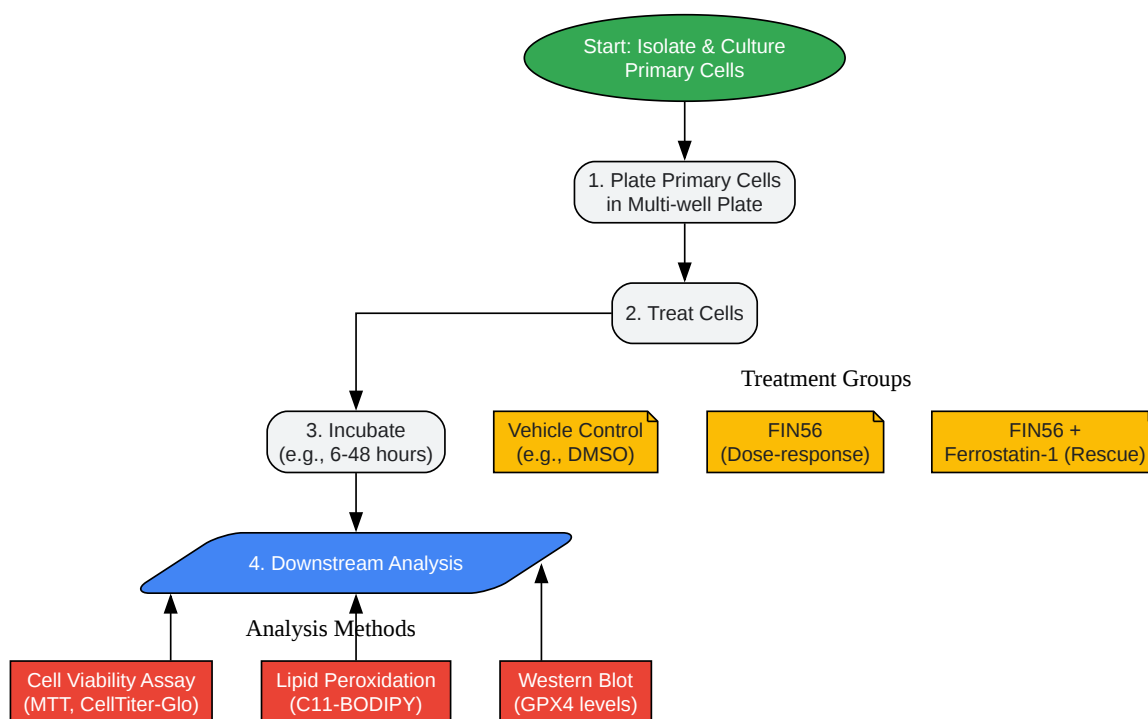 Start: Isolate & Culture
Primary Cells
1. Plate Primary Cells
in Multi-well Plate
2. Treat Cells
Treatment Groups
3. Incubate
(e.g., 6-48 hours)
Vehicle Control
(e.g., DMSO)
FIN56
(Dose-response)
FIN56 +
Ferrostatin-1 (Rescue)
4. Downstream Analysis
Analysis Methods
Cell Viability Assay
(MTT, CellTiter-Glo)
Lipid Peroxidation
(C11-BODIPY)
Western Blot
(GPX4 levels)